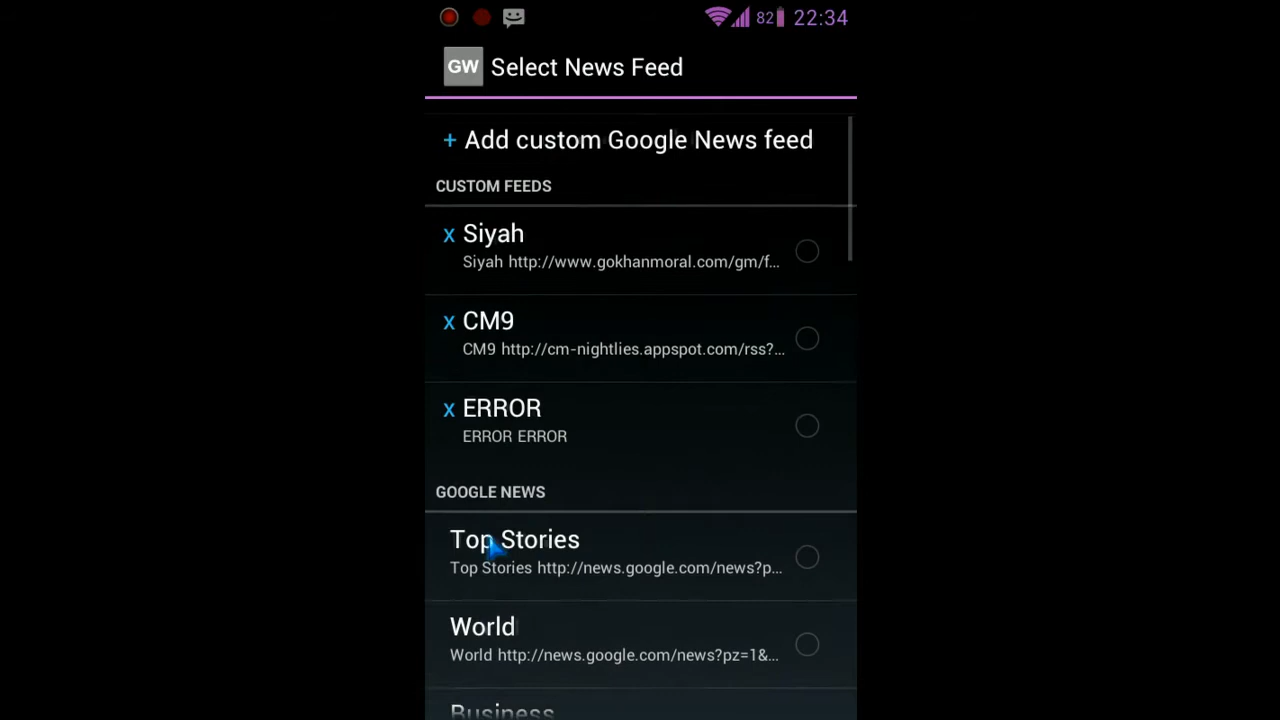 82 22:34
GW Select News Feed
+ Add custom Google News feed
CUSTOM FEEDS
x Siyah
Siyah http://www.gokhanmoral.com/gm/f...
x CM9
CM9 http://cm-nightlies.appspot.com/rss?...
x ERROR
ERROR ERROR
GOOGLE NEWS
Top Stories
Top Stories http://news.google.com/news?p...
World
World http://news.google.com/news?pz=1&...
Business